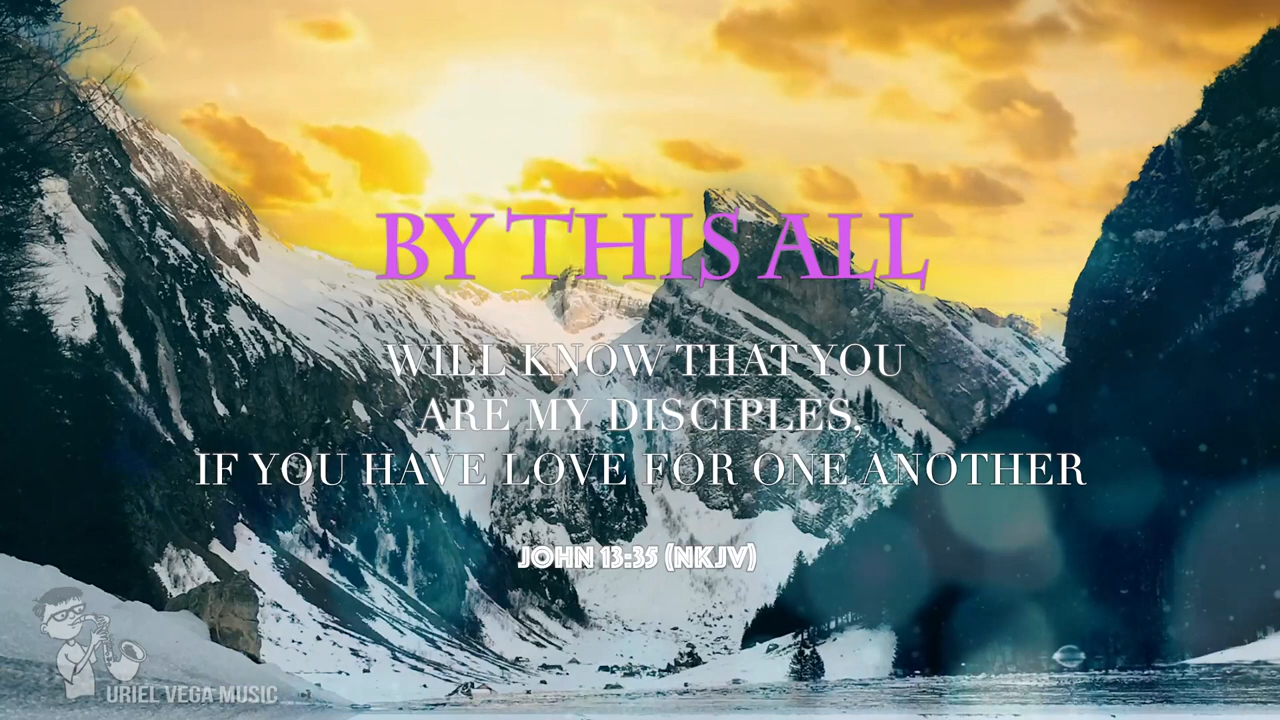 BY THIS ALL
WILL KNOW THAT YOU
ARE MY DISCIPLES,
IF YOU HAVE LOVE FOR ONE ANOTHER
JOHN 13:35 (NKJV)
URIEL VEGA MUSIC